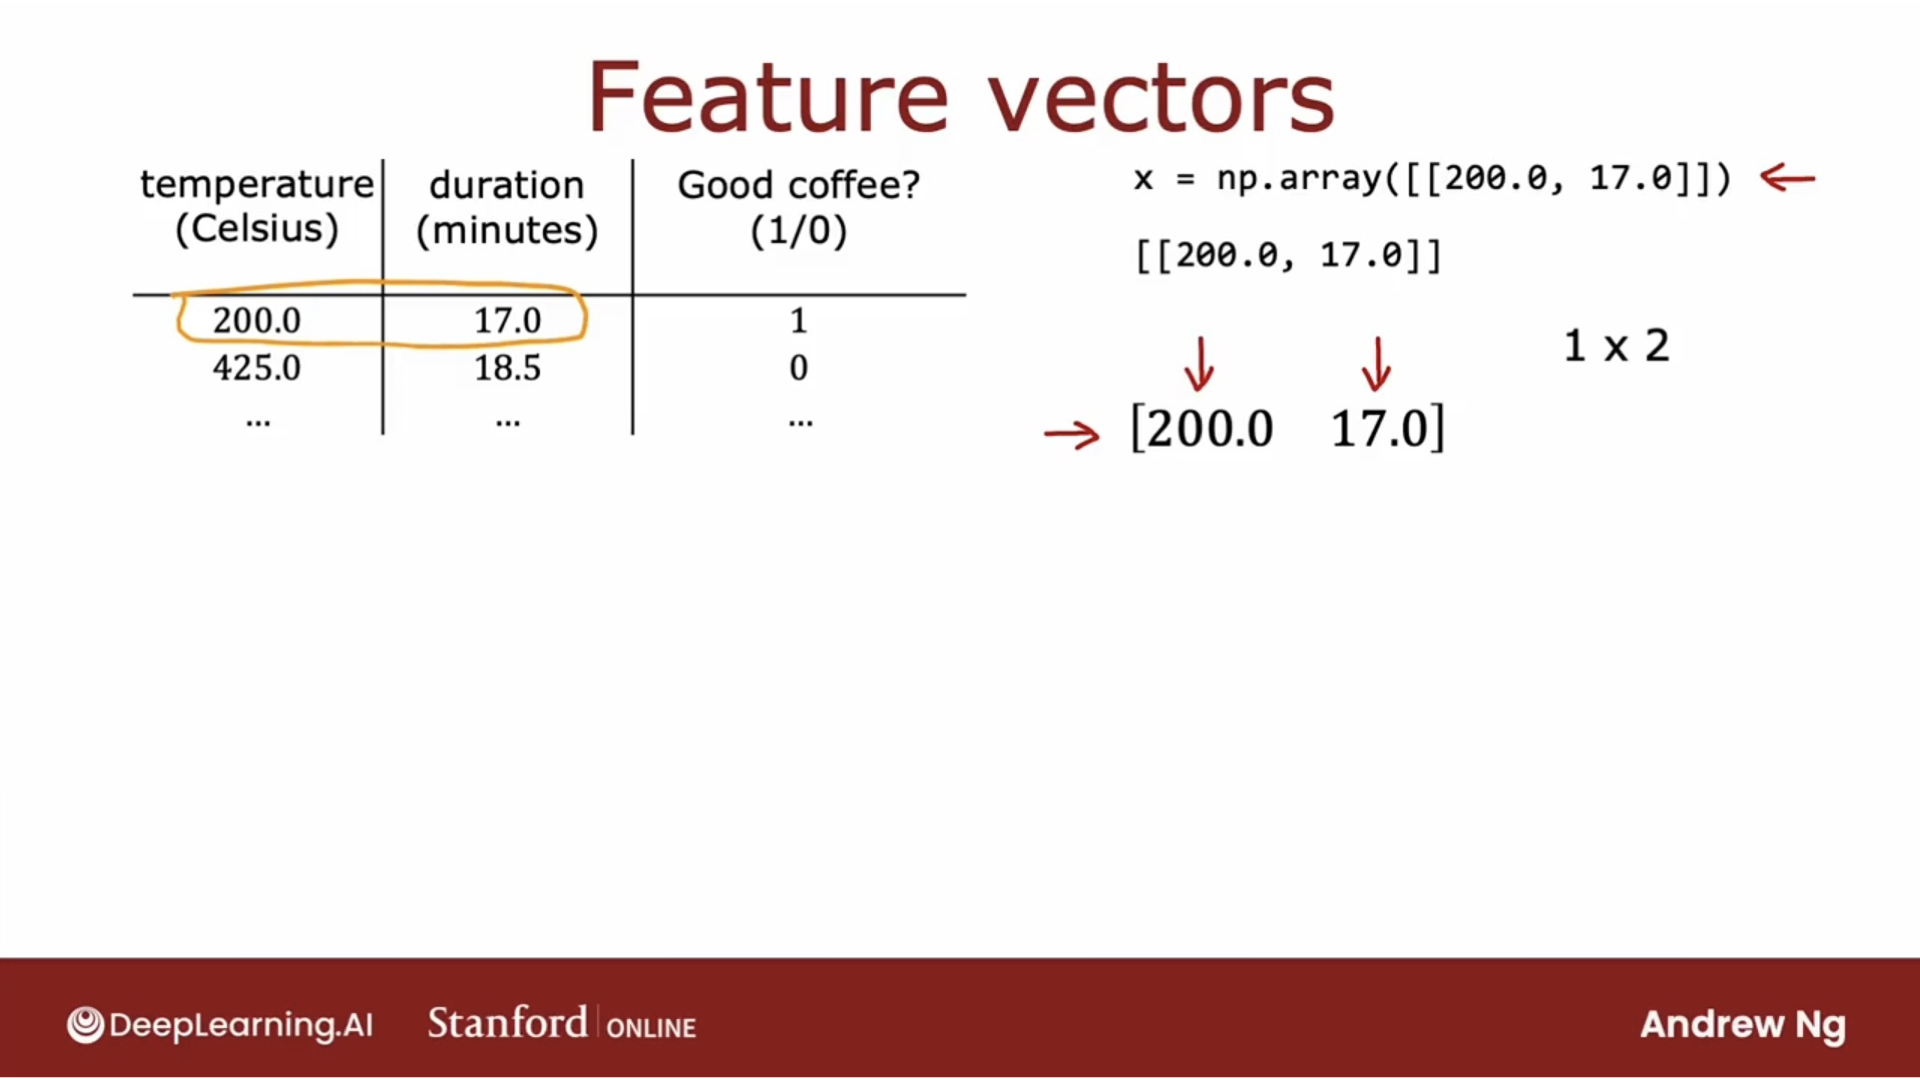 Feature vectors
temperature (Celsius) duration (minutes) Good coffee? (1/0)
200.0 17.0 1
425.0 18.5 0
... ... ...
x = np.array([[200.0, 17.0]])
[[200.0, 17.0]]
1 x 2
[200.0 17.0]
DeepLearning.AI Stanford ONLINE Andrew Ng